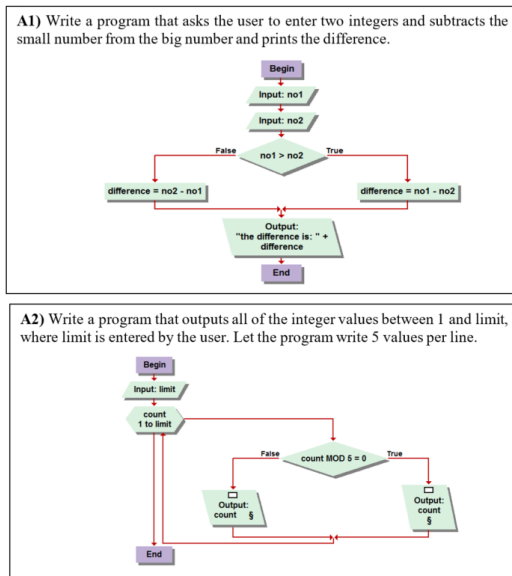 A1) Write a program that asks the user to enter two integers and subtracts the
small number from the big number and prints the difference.
Begin
Input: no1
Input: no2
False
no1 > no2
True
difference = no2 - no1
difference = no1 - no2
Output:
"the difference is: " +
difference
End
A2) Write a program that outputs all of the integer values between 1 and limit,
where limit is entered by the user. Let the program write 5 values per line.
Begin
Input: limit
count
1 to limit
False
count MOD 5 = 0
True
Output:
count §
Output:
count
§
End